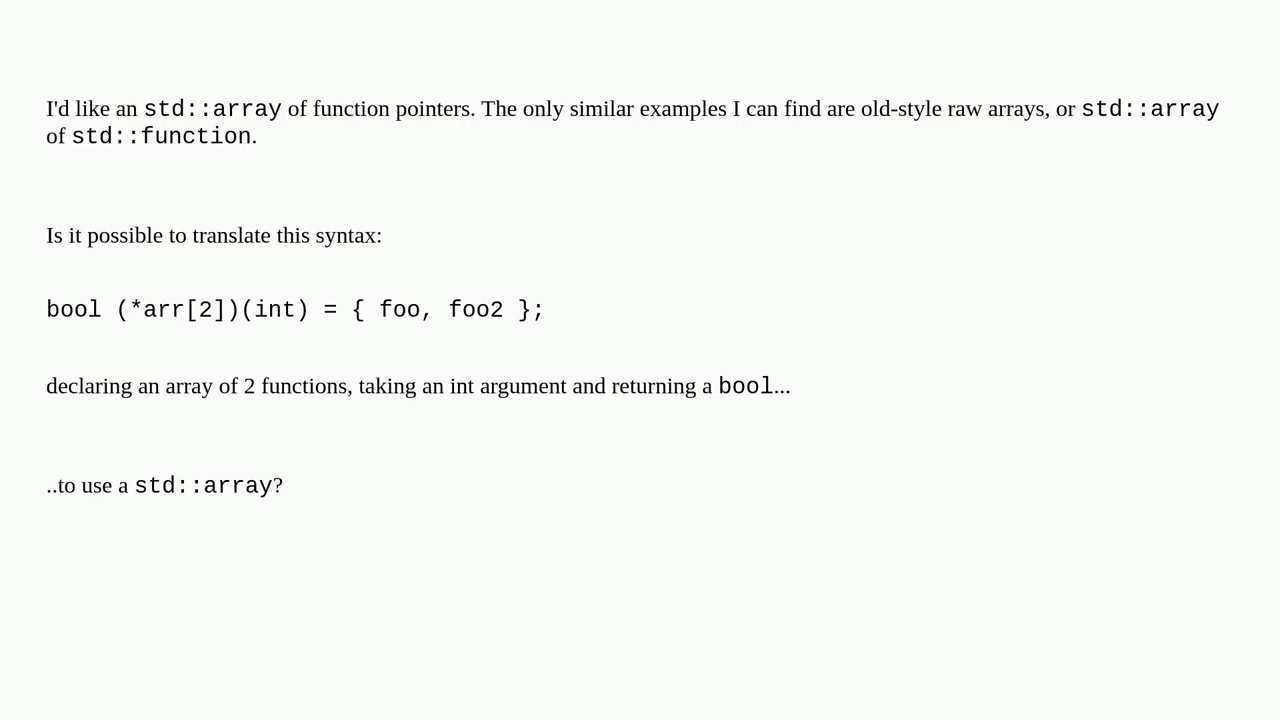 I'd like an std::array of function pointers. The only similar examples I can find are old-style raw arrays, or std::array
of std::function.
Is it possible to translate this syntax:
bool (*arr[2])(int) = { foo, foo2 };
declaring an array of 2 functions, taking an int argument and returning a bool...
..to use a std::array?